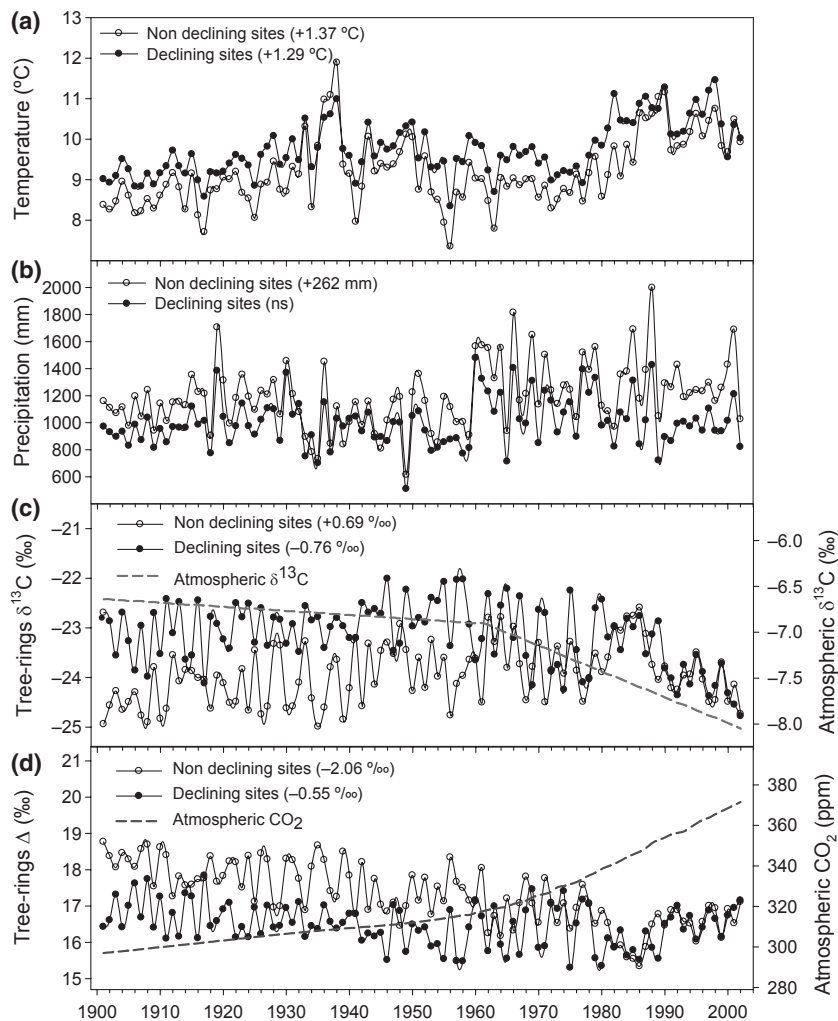 (a)
Non declining sites (+1.37 ºC)
Declining sites (+1.29 ºC)
Temperature (ºC)
13
12
11
10
9
8
(b)
Non declining sites (+262 mm)
Declining sites (ns)
Precipitation (mm)
2000
1800
1600
1400
1200
1000
800
600
(c)
Non declining sites (+0.69 º/₀₀)
Declining sites (–0.76 º/₀₀)
Atmospheric δ¹³C
Tree-rings δ¹³C (‰)
–21
–22
–23
–24
–25
Atmospheric δ¹³C (‰)
–6.0
–6.5
–7.0
–7.5
–8.0
(d)
Non declining sites (–2.06 º/₀₀)
Declining sites (–0.55 º/₀₀)
Atmospheric CO₂
Tree-rings Δ (‰)
21
20
19
18
17
16
15
Atmospheric CO₂ (ppm)
380
360
340
320
300
280
1900 1910 1920 1930 1940 1950 1960 1970 1980 1990 2000